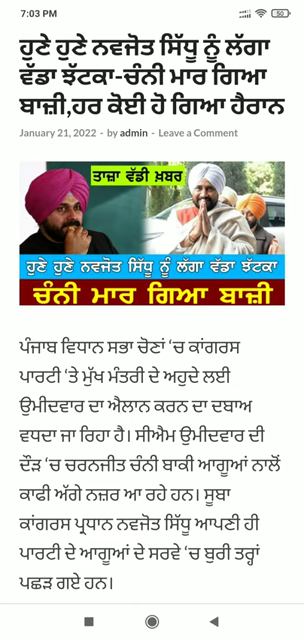 7:03 PM
50
ਹੁਣੇ ਹੁਣੇ ਨਵਜੋਤ ਸਿੱਧੂ ਨੂੰ ਲੱਗਾ
ਵੱਡਾ ਝੱਟਕਾ-ਚੰਨੀ ਮਾਰ ਗਿਆ
ਬਾਜ਼ੀ,ਹਰ ਕੋਈ ਹੋ ਗਿਆ ਹੈਰਾਨ
January 21, 2022 - by admin - Leave a Comment
ਤਾਜ਼ਾ ਵੱਡੀ ਖ਼ਬਰ
ਹੁਣੇ ਹੁਣੇ ਨਵਜੋਤ ਸਿੱਧੂ ਨੂੰ ਲੱਗਾ ਵੱਡਾ ਝੱਟਕਾ
ਚੰਨੀ ਮਾਰ ਗਿਆ ਬਾਜ਼ੀ
ਪੰਜਾਬ ਵਿਧਾਨ ਸਭਾ ਚੋਣਾਂ ‘ਚ ਕਾਂਗਰਸ
ਪਾਰਟੀ ‘ਤੇ ਮੁੱਖ ਮੰਤਰੀ ਦੇ ਅਹੁਦੇ ਲਈ
ਉਮੀਦਵਾਰ ਦਾ ਐਲਾਨ ਕਰਨ ਦਾ ਦਬਾਅ
ਵਧਦਾ ਜਾ ਰਿਹਾ ਹੈ। ਸੀਐਮ ਉਮੀਦਵਾਰ ਦੀ
ਦੌੜ ‘ਚ ਚਰਨਜੀਤ ਚੰਨੀ ਬਾਕੀ ਆਗੂਆਂ ਨਾਲੋਂ
ਕਾਫੀ ਅੱਗੇ ਨਜ਼ਰ ਆ ਰਹੇ ਹਨ। ਸੂਬਾ
ਕਾਂਗਰਸ ਪ੍ਰਧਾਨ ਨਵਜੋਤ ਸਿੱਧੂ ਆਪਣੀ ਹੀ
ਪਾਰਟੀ ਦੇ ਆਗੂਆਂ ਦੇ ਸਰਵੇ ‘ਚ ਬੁਰੀ ਤਰ੍ਹਾਂ
ਪਛੜ ਗਏ ਹਨ।